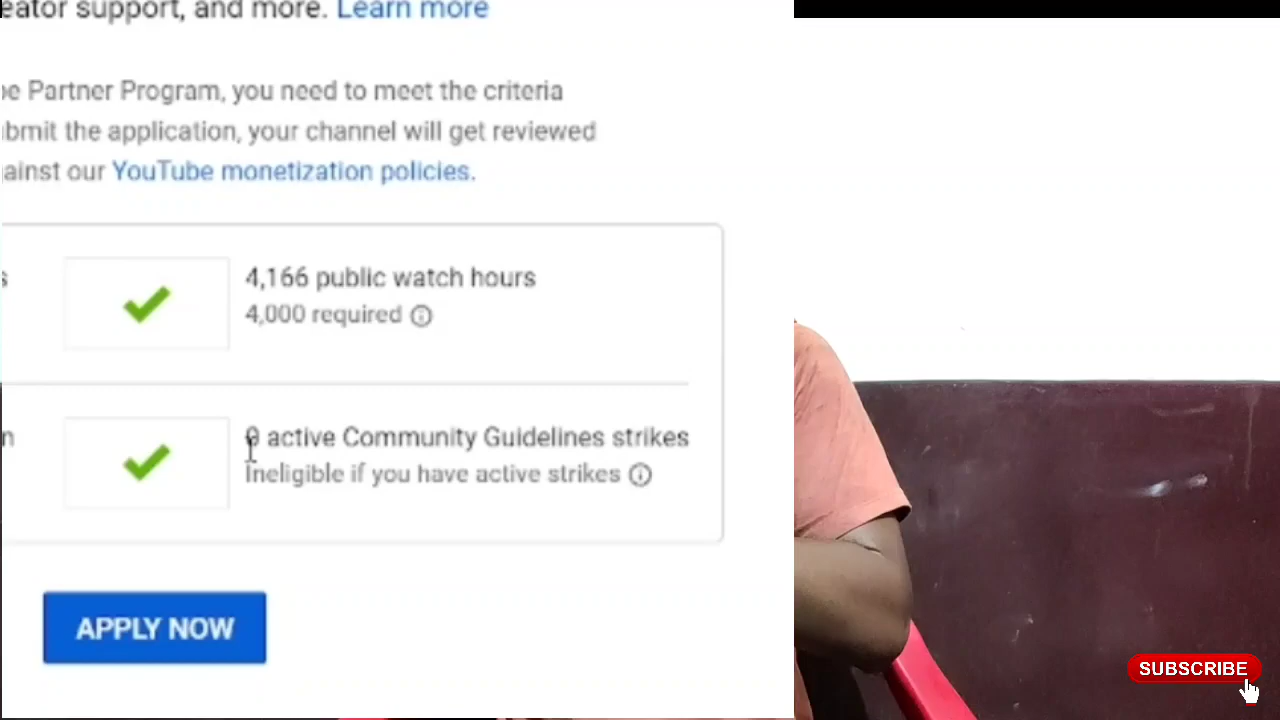 eator support, and more. Learn more
be Partner Program, you need to meet the criteria
bmit the application, your channel will get reviewed
ainst our YouTube monetization policies.
s
4,166 public watch hours
4,000 required
n
0 active Community Guidelines strikes
Ineligible if you have active strikes
APPLY NOW
SUBSCRIBE